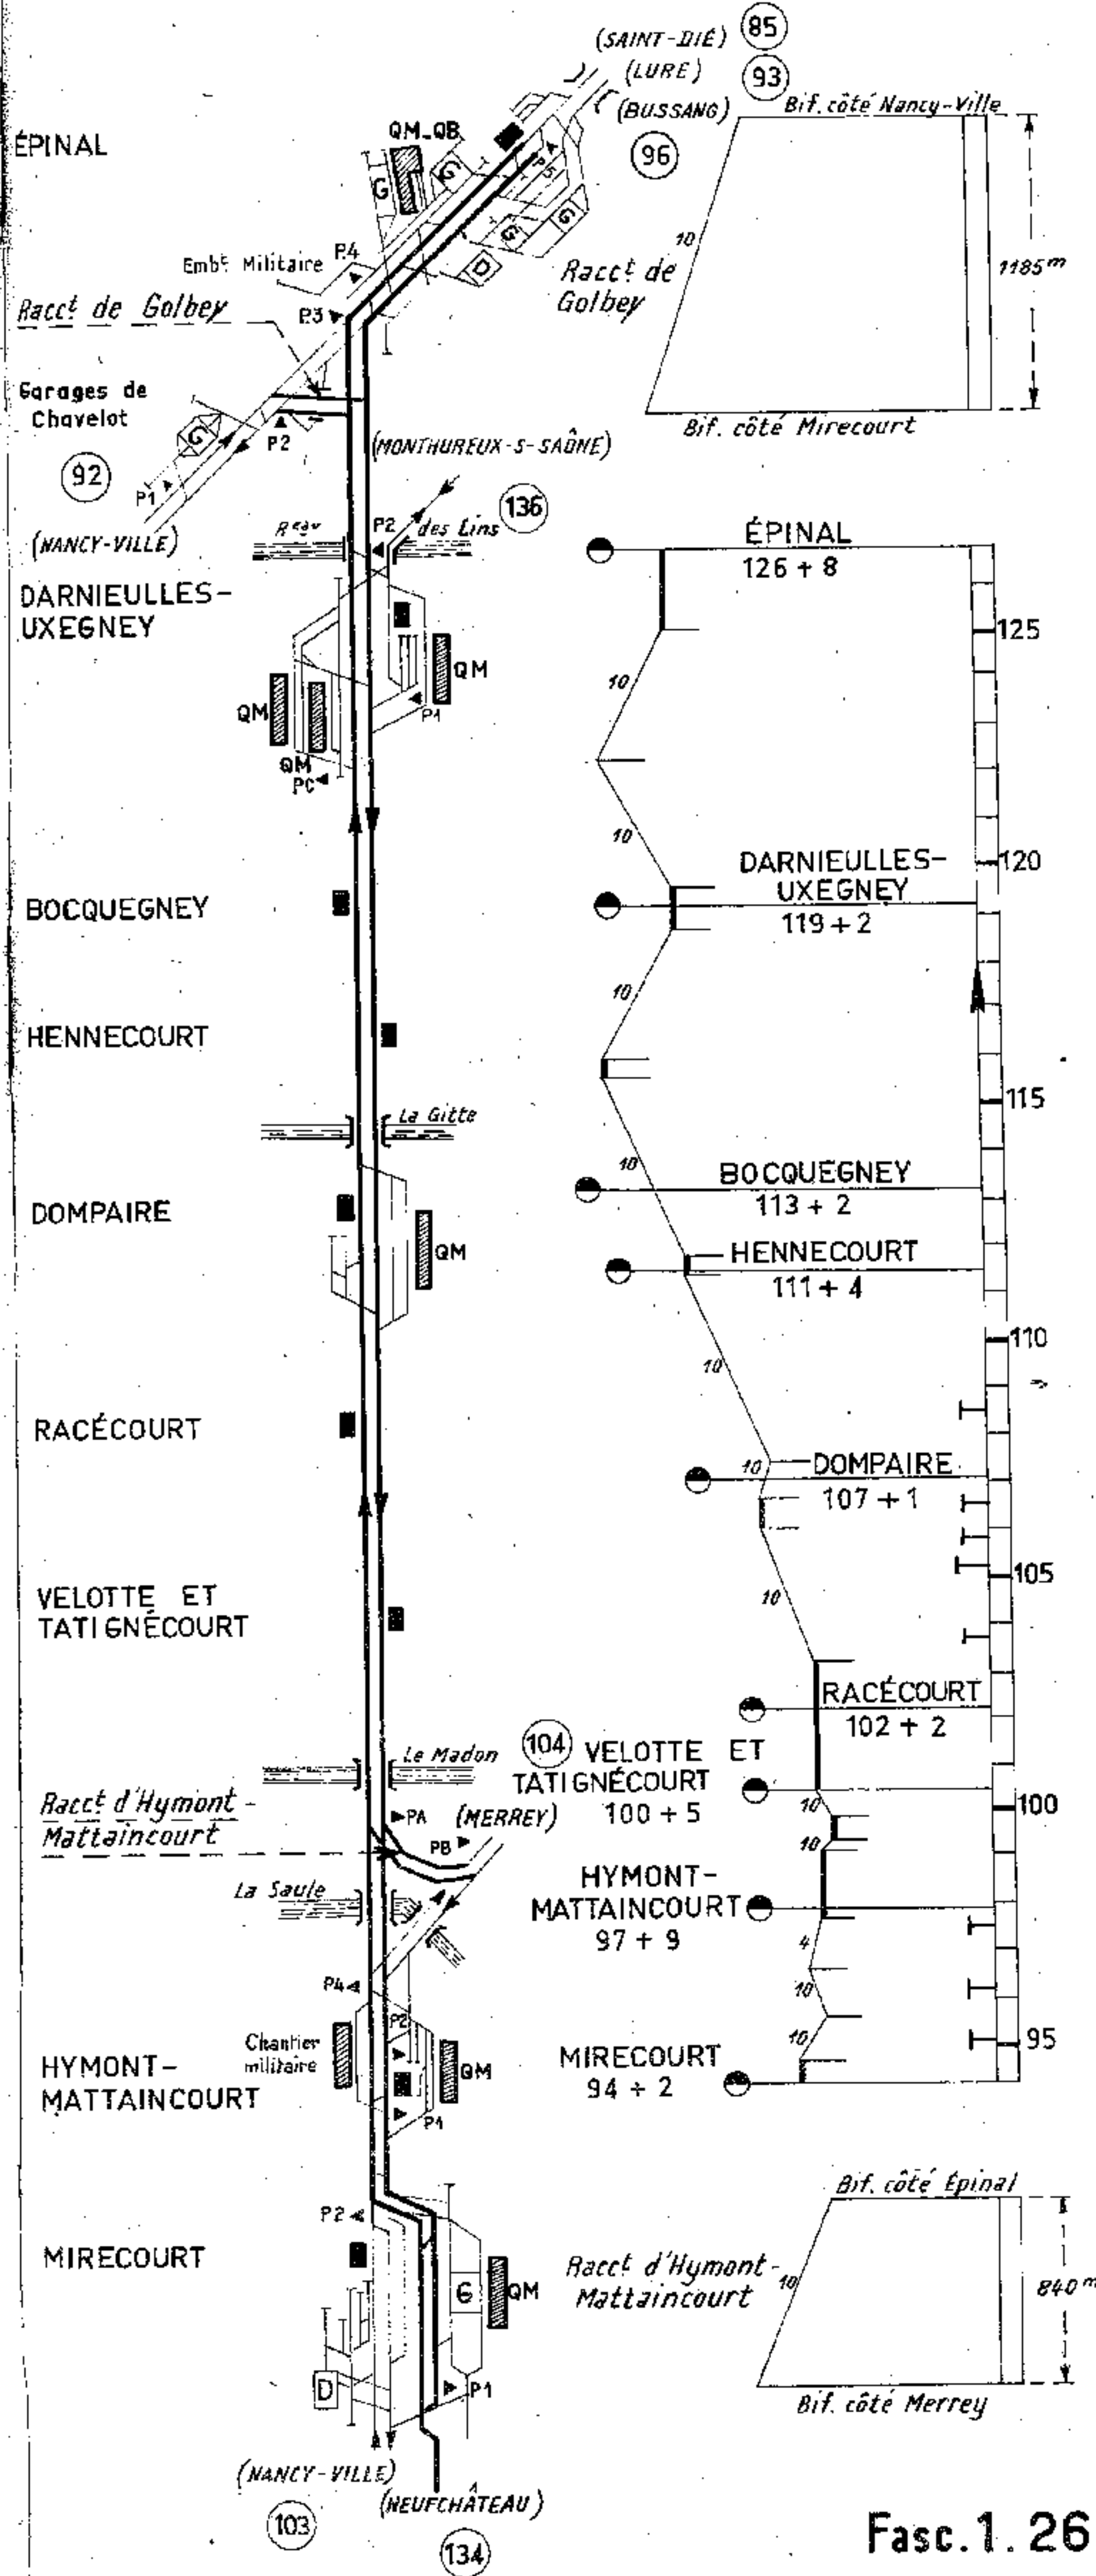 (SAINT-DIÉ) 85
(LURE) 93
(BUSSANG) 96
ÉPINAL
QM_QB
G
G
P5
G
G
D
Embt Militaire
P4
P3
Racct de Golbey
Garages de
Chavelot
G
P2
P1
92
(NANCY-VILLE)
(MONTHUREUX-S-SAÔNE)
136
Bif. côté Nancy-Ville
10
Racct de
Golbey
1185 m
Bif. côté Mirecourt
P2
des Lins
DARNIEULLES-
UXEGNEY
QM
QM
QM
P1
PC
BOCQUEGNEY
HENNECOURT
La Gitte
DOMPAIRE
QM
RACÉCOURT
VELOTTE ET
TATIGNÉCOURT
Le Madon
PA
(MERREY)
104
PB
Racct d'Hymont-
Mattaincourt
La Saule
P4
Chantier
militaire
P2
QM
P1
HYMONT-
MATTAINCOURT
P2
MIRECOURT
G
QM
D
P1
(NANCY-VILLE)
103
(NEUFCHÂTEAU)
134
ÉPINAL
126 + 8
125
10
10
DARNIEULLES-
UXEGNEY
119 + 2
120
10
115
10
BOCQUEGNEY
113 + 2
HENNECOURT
111 + 4
110
10
10
DOMPAIRE
107 + 1
105
10
RACÉCOURT
102 + 2
VELOTTE ET
TATIGNÉCOURT
100 + 5
100
10
10
HYMONT-
MATTAINCOURT
97 + 9
4
10
10
95
MIRECOURT
94 + 2
Bif. côté Épinal
Racct d'Hymont-
Mattaincourt
10
840 m
Bif. côté Merrey
Fasc. 1. 26